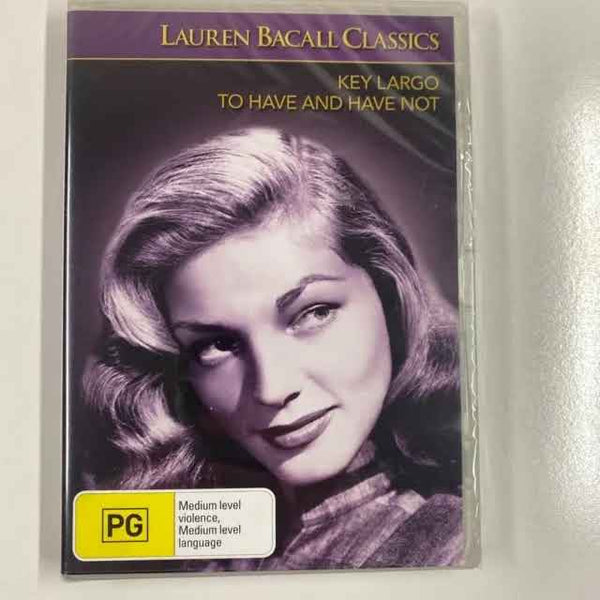 LAUREN BACALL CLASSICS
KEY LARGO
TO HAVE AND HAVE NOT
PG
Medium level
violence,
Medium level
language